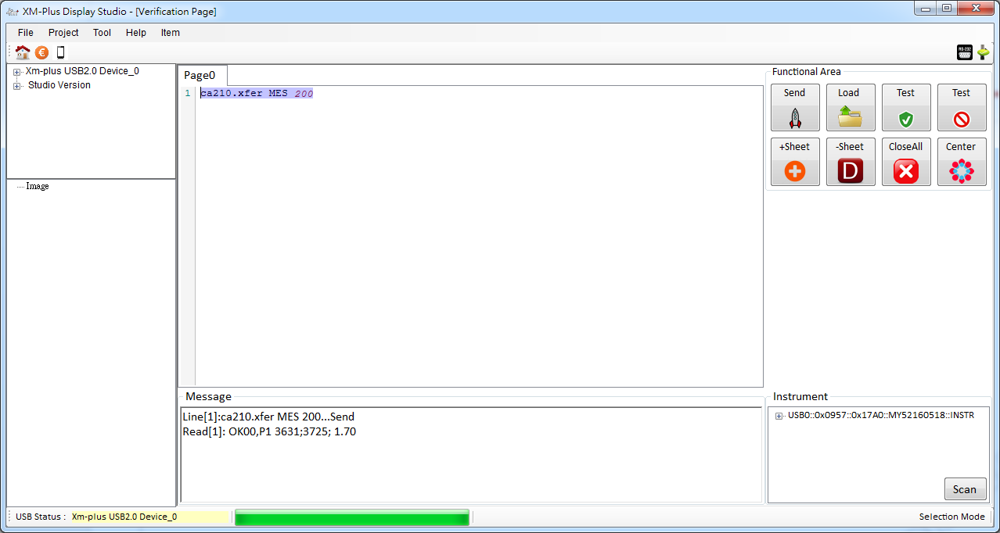 XM-Plus Display Studio - [Verification Page]
File Project Tool Help Item
RS-232
Xm-plus USB2.0 Device_0
Studio Version
Image
Page0
1 ca210.xfer MES 200
Functional Area
Send Load Test Test
+Sheet -Sheet CloseAll Center
D
Message
Line[1]:ca210.xfer MES 200...Send
Read[1]: OK00,P1 3631;3725; 1.70
Instrument
USB0::0x0957::0x17A0::MY52160518::INSTR
Scan
USB Status : Xm-plus USB2.0 Device_0
Selection Mode